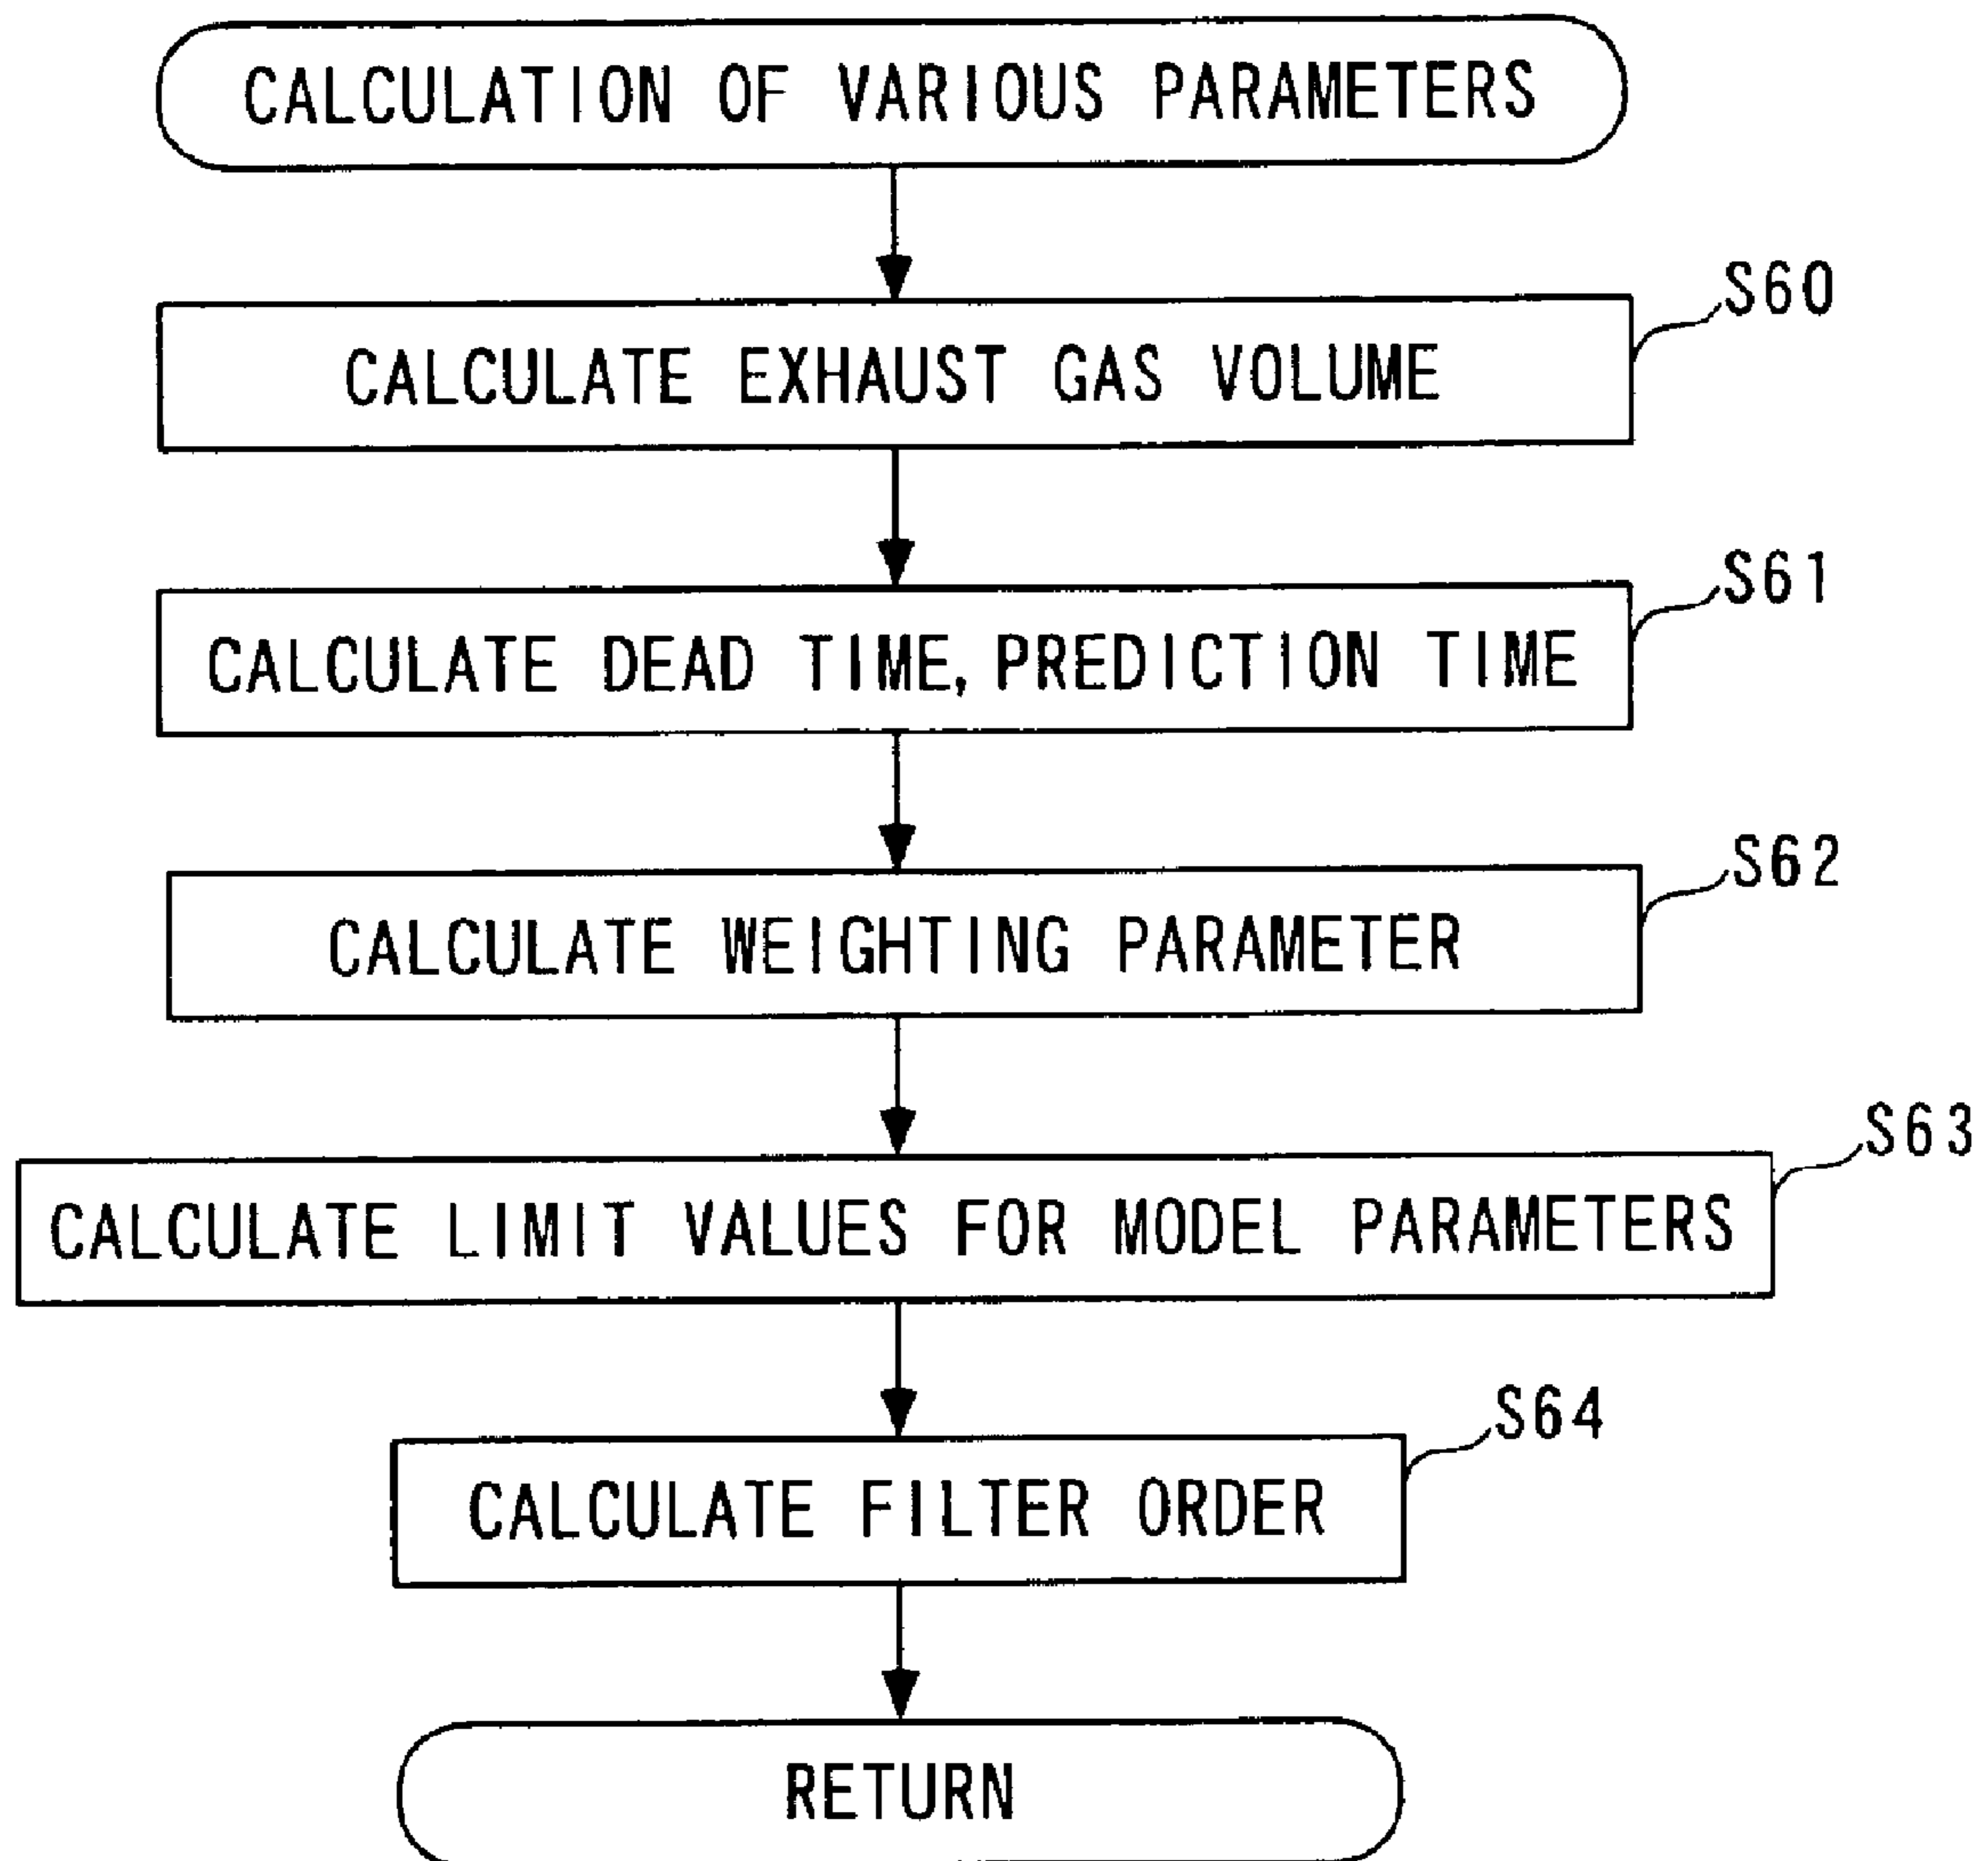 CALCULATION OF VARIOUS PARAMETERS
S60
CALCULATE EXHAUST GAS VOLUME
S61
CALCULATE DEAD TIME, PREDICTION TIME
S62
CALCULATE WEIGHTING PARAMETER
S63
CALCULATE LIMIT VALUES FOR MODEL PARAMETERS
S64
CALCULATE FILTER ORDER
RETURN